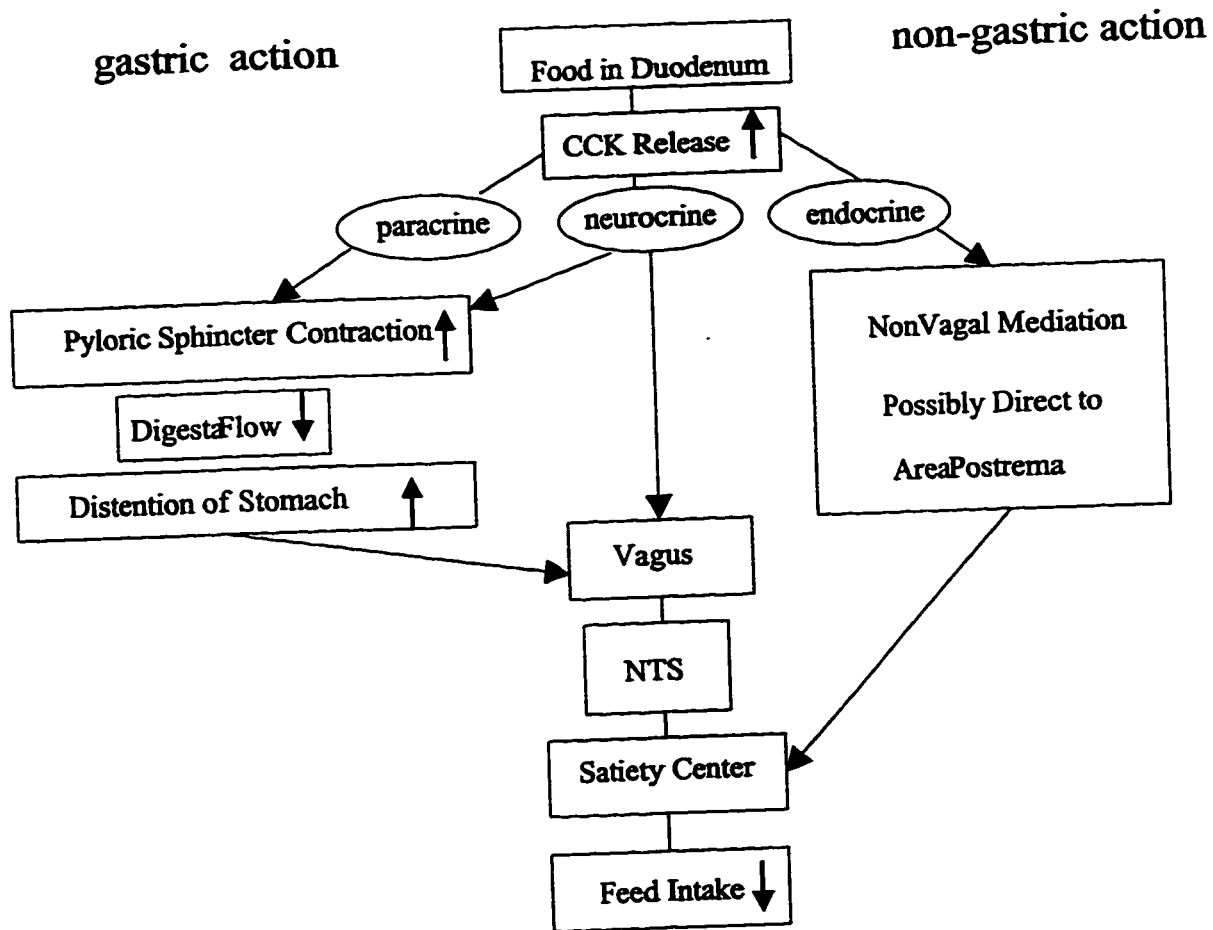 gastric action
non-gastric action
Food in Duodenum
CCK Release ↑
paracrine
neurocrine
endocrine
Pyloric Sphincter Contraction ↑
DigestaFlow ↓
Distention of Stomach ↑
NonVagal Mediation
Possibly Direct to
AreaPostrema
Vagus
NTS
Satiety Center
Feed Intake ↓